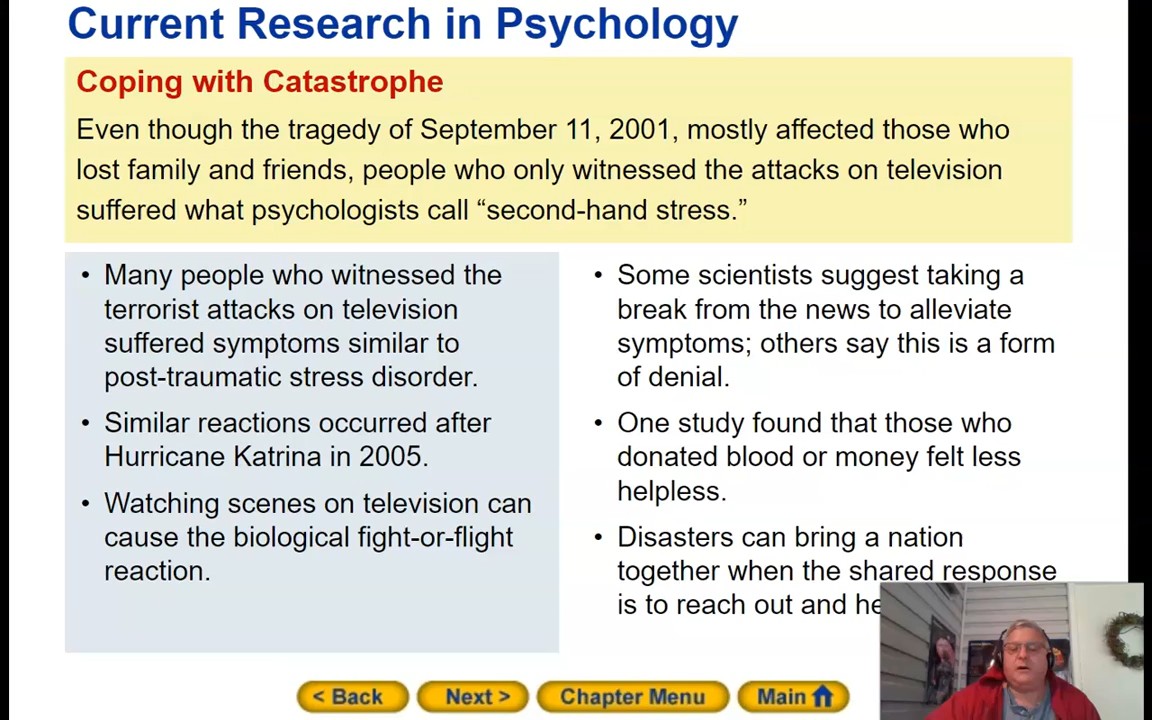 Current Research in Psychology
Coping with Catastrophe
Even though the tragedy of September 11, 2001, mostly affected those who
lost family and friends, people who only witnessed the attacks on television
suffered what psychologists call “second-hand stress.”
• Many people who witnessed the
terrorist attacks on television
suffered symptoms similar to
post-traumatic stress disorder.
• Similar reactions occurred after
Hurricane Katrina in 2005.
• Watching scenes on television can
cause the biological fight-or-flight
reaction.
• Some scientists suggest taking a
break from the news to alleviate
symptoms; others say this is a form
of denial.
• One study found that those who
donated blood or money felt less
helpless.
• Disasters can bring a nation
together when the shared response
is to reach out and
< Back
Next >
Chapter Menu
Main